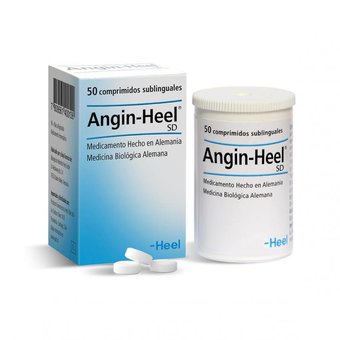 50 comprimidos sublinguales
Angin-Heel®
SD
Medicamento Hecho en Alemania
Medicina Biológica Alemana
-Heel
50 comprimidos sublinguales
Angin-Heel®
SD
Medicamento Hecho en Alemania
Medicina Biológica Alemana
-Heel